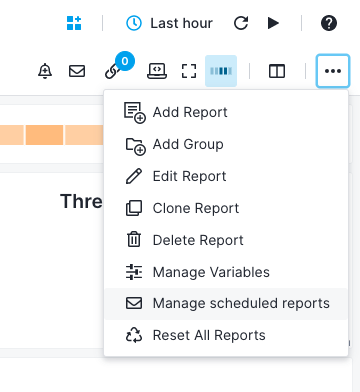 Last hour
0
Add Report
Add Group
Edit Report
Thre
Clone Report
Delete Report
Manage Variables
Manage scheduled reports
Reset All Reports